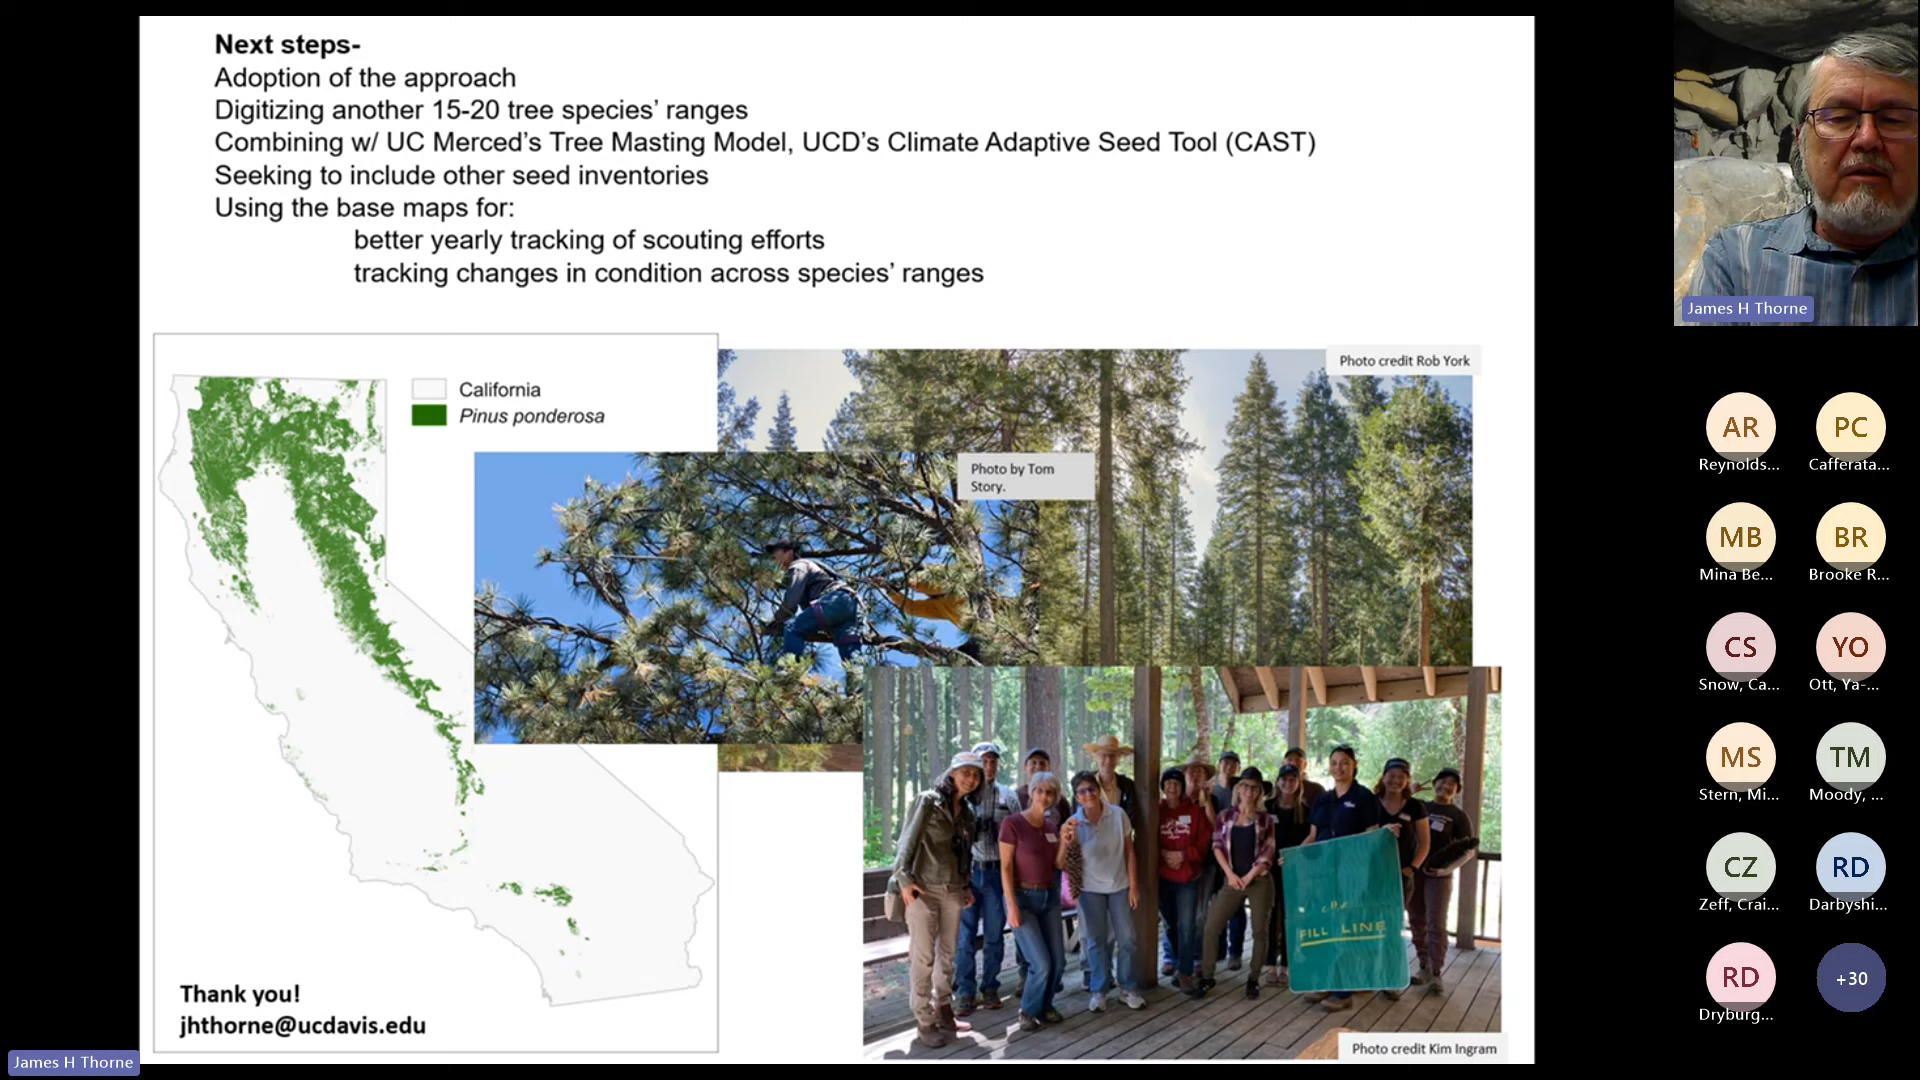 Next steps-
Adoption of the approach
Digitizing another 15-20 tree species’ ranges
Combining w/ UC Merced’s Tree Masting Model, UCD’s Climate Adaptive Seed Tool (CAST)
Seeking to include other seed inventories
Using the base maps for:
better yearly tracking of scouting efforts
tracking changes in condition across species’ ranges
California
Pinus ponderosa
Photo credit Rob York
Photo by Tom
Story.
FILL LINE
Photo credit Kim Ingram
Thank you!
jhthorne@ucdavis.edu
James H Thorne
James H Thorne
AR
Reynolds...
PC
Cafferata...
MB
Mina Be...
BR
Brooke R...
CS
Snow, Ca...
YO
Ott, Ya-...
MS
Stern, Mi...
TM
Moody, ...
CZ
Zeff, Crai...
RD
Darbyshi...
RD
Dryburg...
+30